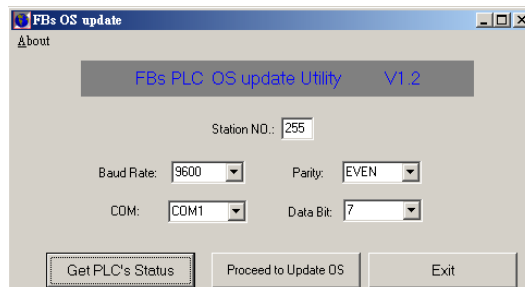 FBs OS update
About
FBs PLC OS update Utility V1.2
Station NO.: 255
Baud Rate: 9600 Parity: EVEN
COM: COM1 Data Bit: 7
Get PLC's Status Proceed to Update OS Exit